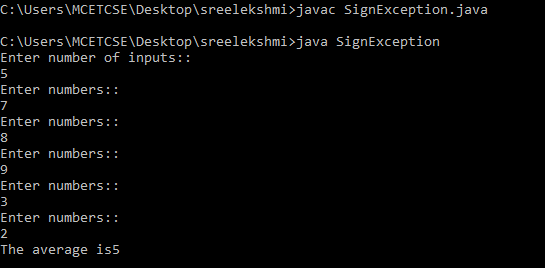 C:\Users\MCETCSE\Desktop\sreelekshmi>javac SignException.java
C:\Users\MCETCSE\Desktop\sreelekshmi>java SignException
Enter number of inputs::
5
Enter numbers::
7
Enter numbers::
8
Enter numbers::
9
Enter numbers::
3
Enter numbers::
2
The average is5